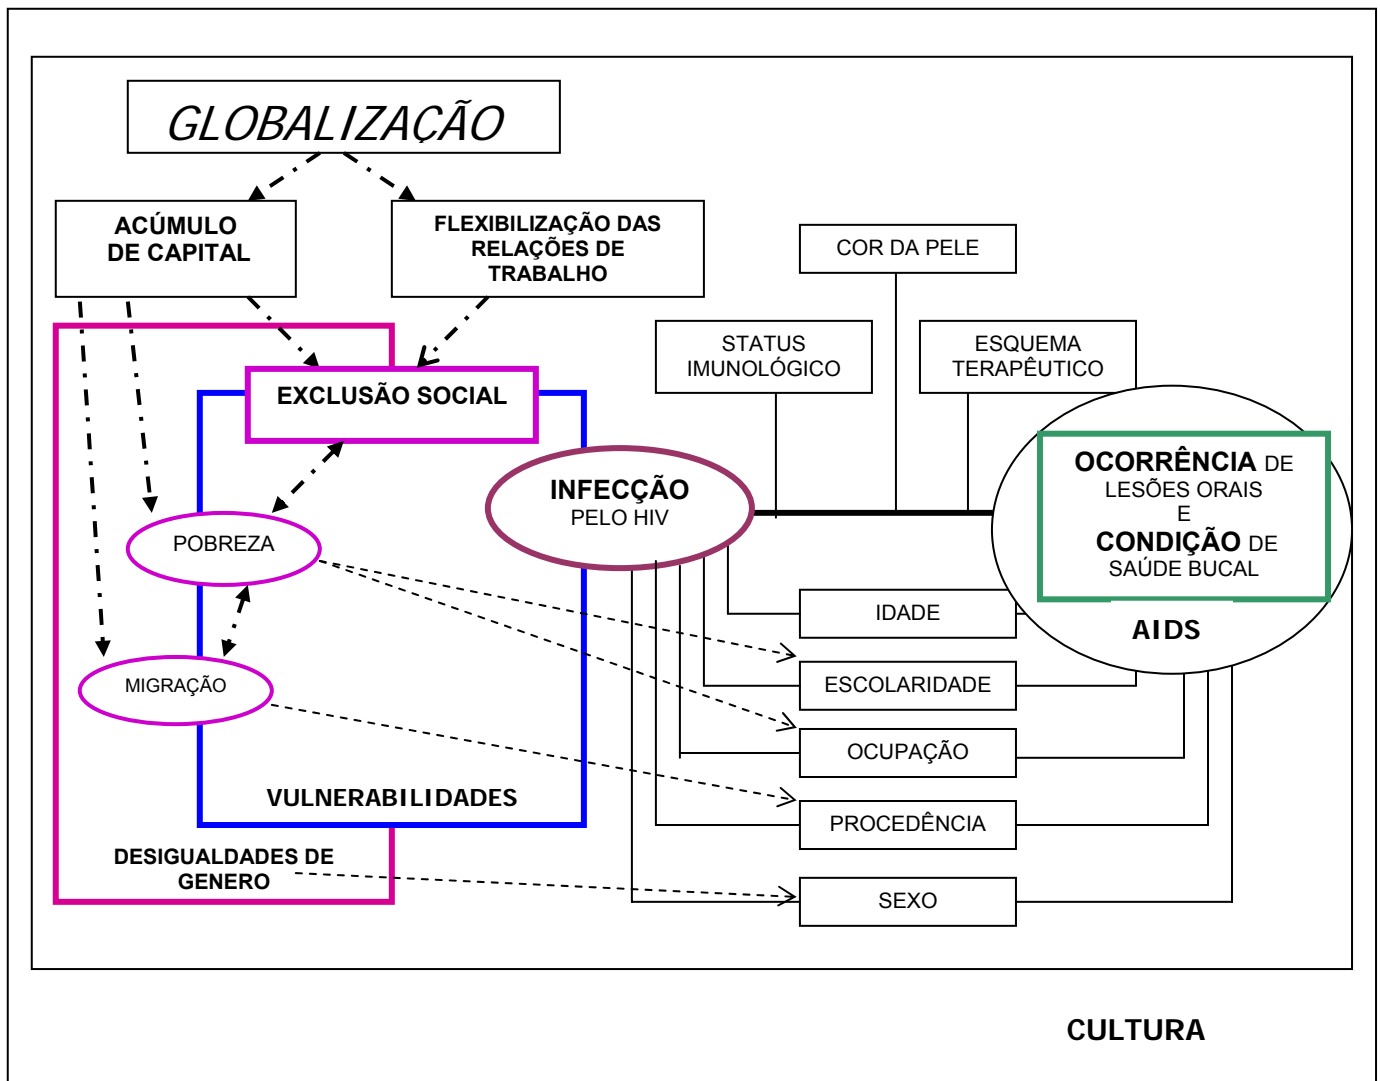 GLOBALIZAÇÃO
ACÚMULO
DE CAPITAL
FLEXIBILIZAÇÃO DAS
RELAÇÕES DE
TRABALHO
COR DA PELE
STATUS
IMUNOLÓGICO
ESQUEMA
TERAPÊUTICO
EXCLUSÃO SOCIAL
INFECÇÃO
PELO HIV
OCORRÊNCIA DE
LESÕES ORAIS
E
CONDIÇÃO DE
SAÚDE BUCAL
AIDS
POBREZA
MIGRAÇÃO
IDADE
ESCOLARIDADE
OCUPAÇÃO
PROCEDÊNCIA
SEXO
VULNERABILIDADES
DESIGUALDADES DE
GENERO
CULTURA